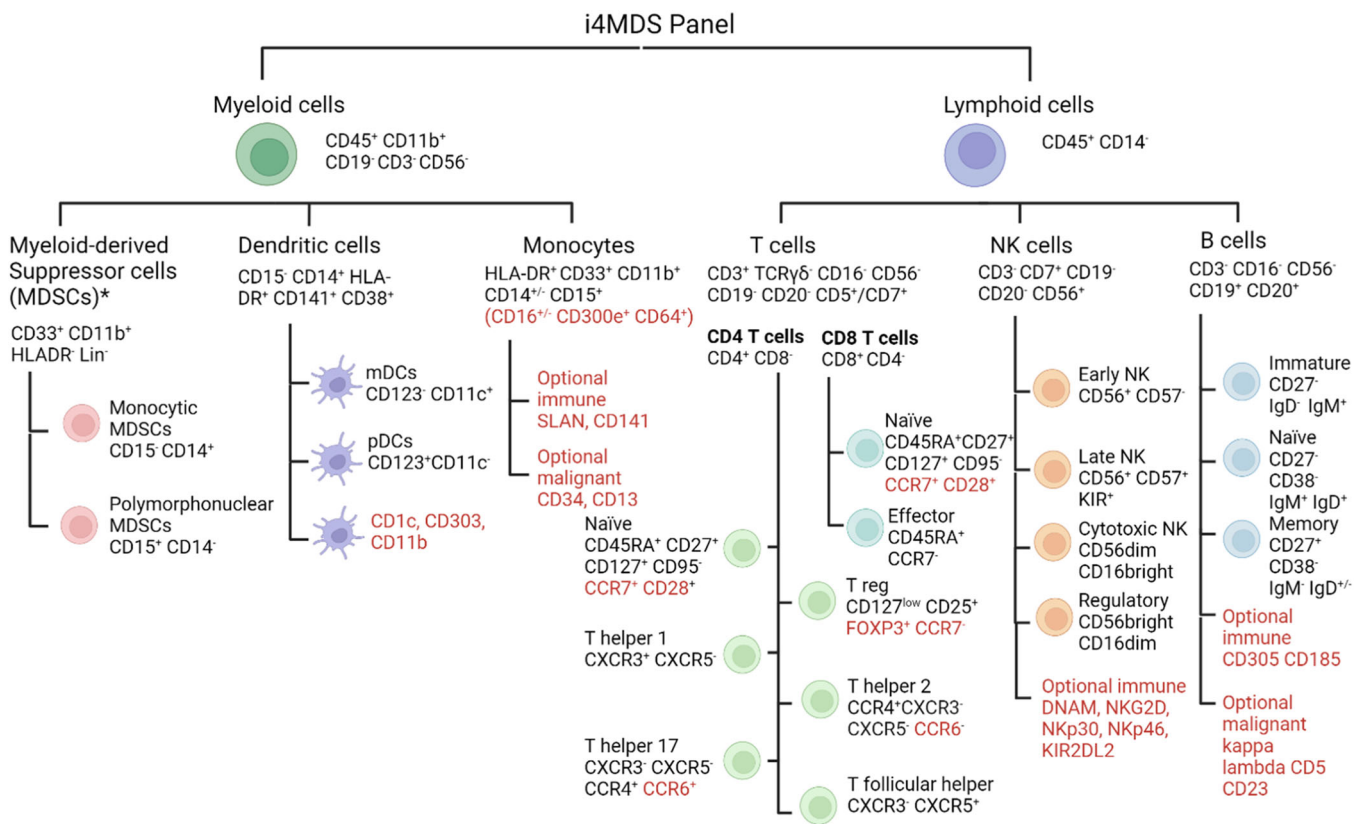 i4MDS Panel
Myeloid cells
CD45⁺ CD11b⁺
CD19⁻ CD3⁻ CD56⁻
Lymphoid cells
CD45⁺ CD14⁻
Myeloid-derived
Suppressor cells
(MDSCs)*
CD33⁺ CD11b⁺
HLADR⁻ Lin⁻
Monocytic
MDSCs
CD15⁻ CD14⁺
Polymorphonuclear
MDSCs
CD15⁺ CD14⁻
Dendritic cells
CD15⁻ CD14⁺ HLA-
DR⁺ CD141⁺ CD38⁺
mDCs
CD123⁻ CD11c⁺
pDCs
CD123⁺CD11c⁻
CD1c, CD303,
CD11b
Monocytes
HLA-DR⁺ CD33⁺ CD11b⁺
CD14⁺/⁻ CD15⁺
(CD16⁺/⁻ CD300e⁺ CD64⁺)
Optional
immune
SLAN, CD141
Optional
malignant
CD34, CD13
T cells
CD3⁺ TCRγδ⁻ CD16⁻ CD56⁻
CD19⁻ CD20⁻ CD5⁺/CD7⁺
CD4 T cells
CD4⁺ CD8⁻
Naïve
CD45RA⁺ CD27⁺
CD127⁺ CD95⁻
CCR7⁺ CD28⁺
T helper 1
CXCR3⁺ CXCR5⁻
T helper 17
CXCR3⁻ CXCR5⁻
CCR4⁺ CCR6⁺
CD8 T cells
CD8⁺ CD4⁻
Naïve
CD45RA⁺CD27⁺
CD127⁺ CD95⁻
CCR7⁺ CD28⁺
Effector
CD45RA⁺
CCR7⁻
T reg
CD127ˡᵒʷ CD25⁺
FOXP3⁺ CCR7⁻
T helper 2
CCR4⁺CXCR3⁻
CXCR5⁻ CCR6⁻
T follicular helper
CXCR3⁻ CXCR5⁺
NK cells
CD3⁻ CD7⁺ CD19⁻
CD20⁻ CD56⁺
Early NK
CD56⁺ CD57⁻
Late NK
CD56⁺ CD57⁺
KIR⁺
Cytotoxic NK
CD56dim
CD16bright
Regulatory
CD56bright
CD16dim
Optional immune
DNAM, NKG2D,
NKp30, NKp46,
KIR2DL2
B cells
CD3⁻ CD16⁻ CD56⁻
CD19⁺ CD20⁺
Immature
CD27⁻
IgD⁻ IgM⁺
Naïve
CD27⁻
CD38⁻
IgM⁺ IgD⁺
Memory
CD27⁺
CD38⁻
IgM⁻ IgD⁺/⁻
Optional
immune
CD305 CD185
Optional
malignant
kappa
lambda CD5
CD23